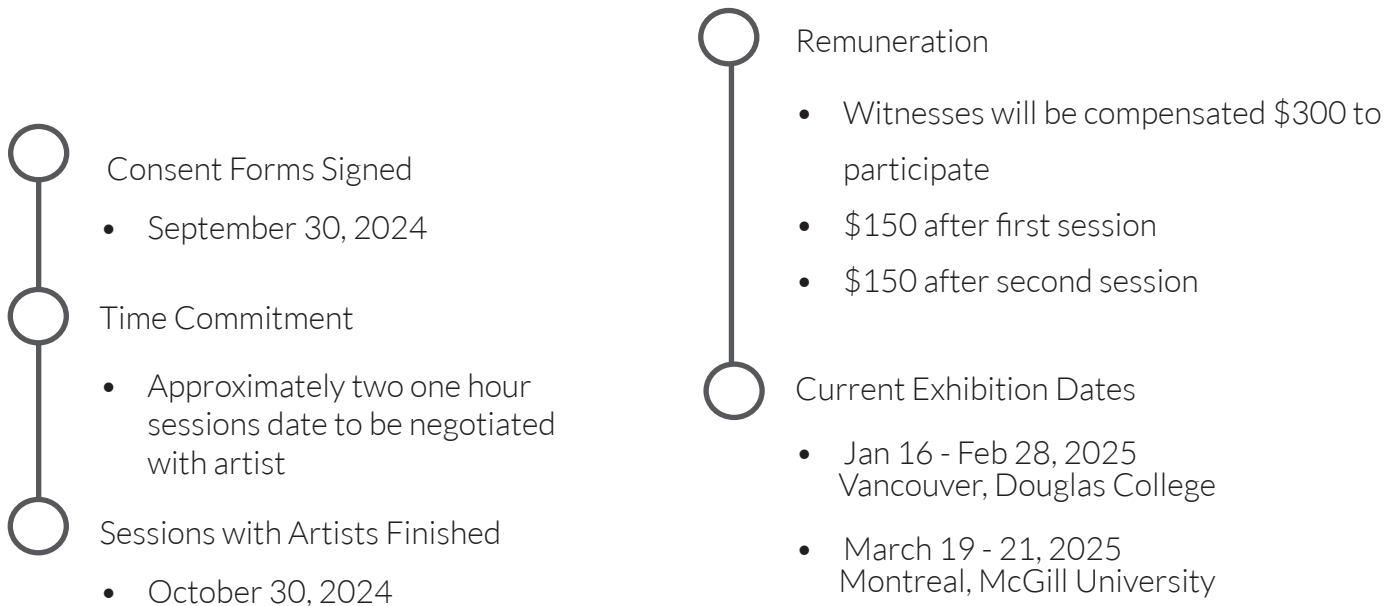 Consent Forms Signed
• September 30, 2024
Time Commitment
• Approximately two one hour
sessions date to be negotiated
with artist
Sessions with Artists Finished
• October 30, 2024
Remuneration
• Witnesses will be compensated $300 to
participate
• $150 after first session
• $150 after second session
Current Exhibition Dates
• Jan 16 - Feb 28, 2025
Vancouver, Douglas College
• March 19 - 21, 2025
Montreal, McGill University